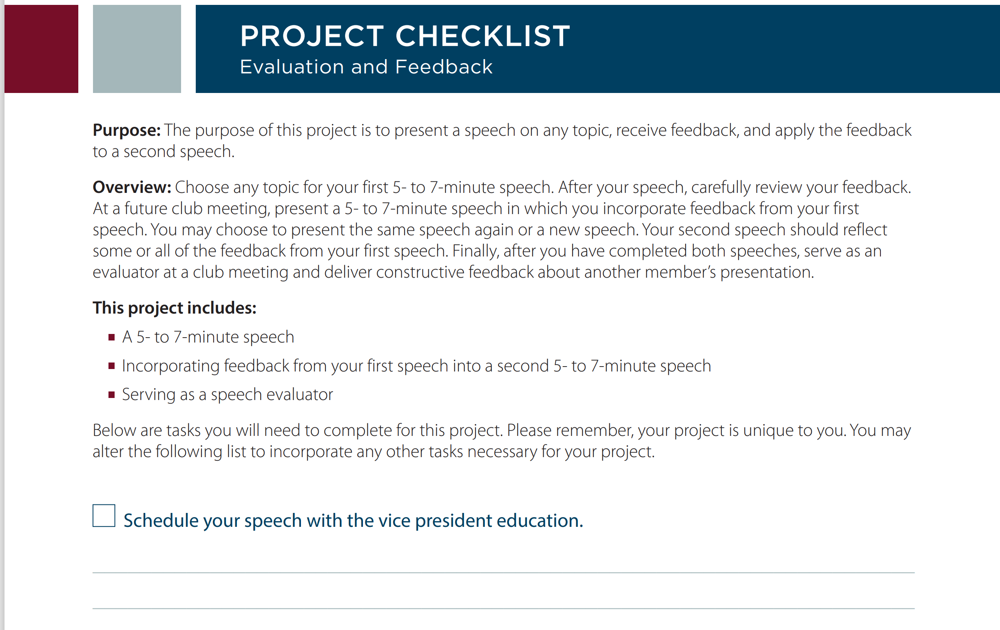 PROJECT CHECKLIST
Evaluation and Feedback
Purpose: The purpose of this project is to present a speech on any topic, receive feedback, and apply the feedback
to a second speech.
Overview: Choose any topic for your first 5- to 7-minute speech. After your speech, carefully review your feedback.
At a future club meeting, present a 5- to 7-minute speech in which you incorporate feedback from your first
speech. You may choose to present the same speech again or a new speech. Your second speech should reflect
some or all of the feedback from your first speech. Finally, after you have completed both speeches, serve as an
evaluator at a club meeting and deliver constructive feedback about another member’s presentation.
This project includes:
■ A 5- to 7-minute speech
■ Incorporating feedback from your first speech into a second 5- to 7-minute speech
■ Serving as a speech evaluator
Below are tasks you will need to complete for this project. Please remember, your project is unique to you. You may
alter the following list to incorporate any other tasks necessary for your project.
Schedule your speech with the vice president education.